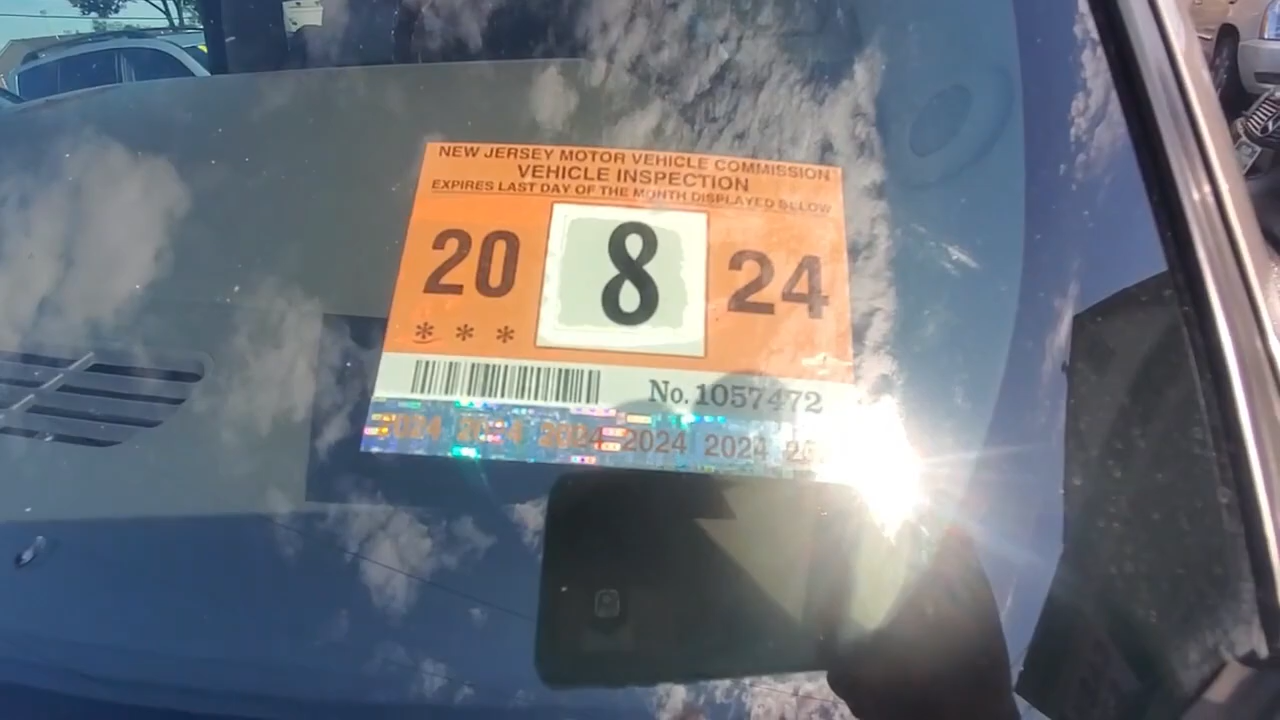 NEW JERSEY MOTOR VEHICLE COMMISSION
VEHICLE INSPECTION
EXPIRES LAST DAY OF THE MONTH DISPLAYED BELOW
20 8 24
* * *
No. 1057472
2024 2024 2024 2024 2024